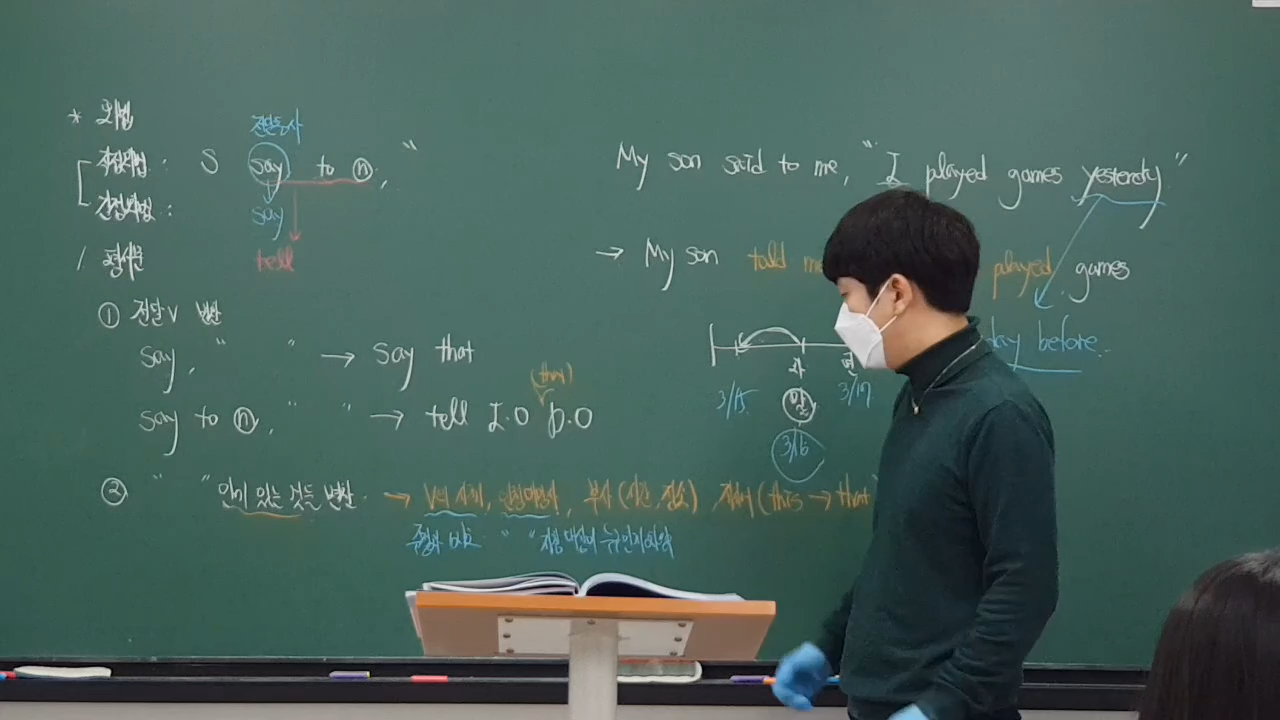 * 화법
전달동사
직접화법 : S say to ⓝ, "
간접화법 : say
tell
/ 평서문
① 전달V 변환
say, " " → say that
(that)
say to ⓝ, " " → tell I.O D.O
② " " 안에 있는 것들 변환 → V의 시제, 인칭대명사, 부사 (시간, 장소) 지시어 (this → that
My son said to me, "I played games yesterday"
→ My son told me played games
day before.
3/15 과 3/17
말
3/16